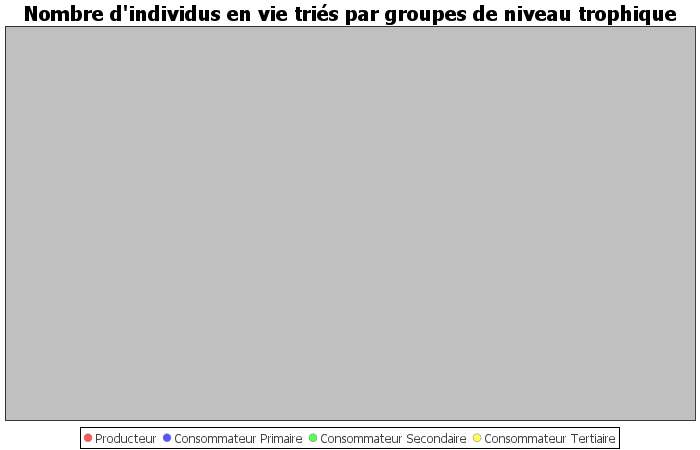 Nombre d'individus en vie triés par groupes de niveau trophique
Producteur Consommateur Primaire Consommateur Secondaire Consommateur Tertiaire